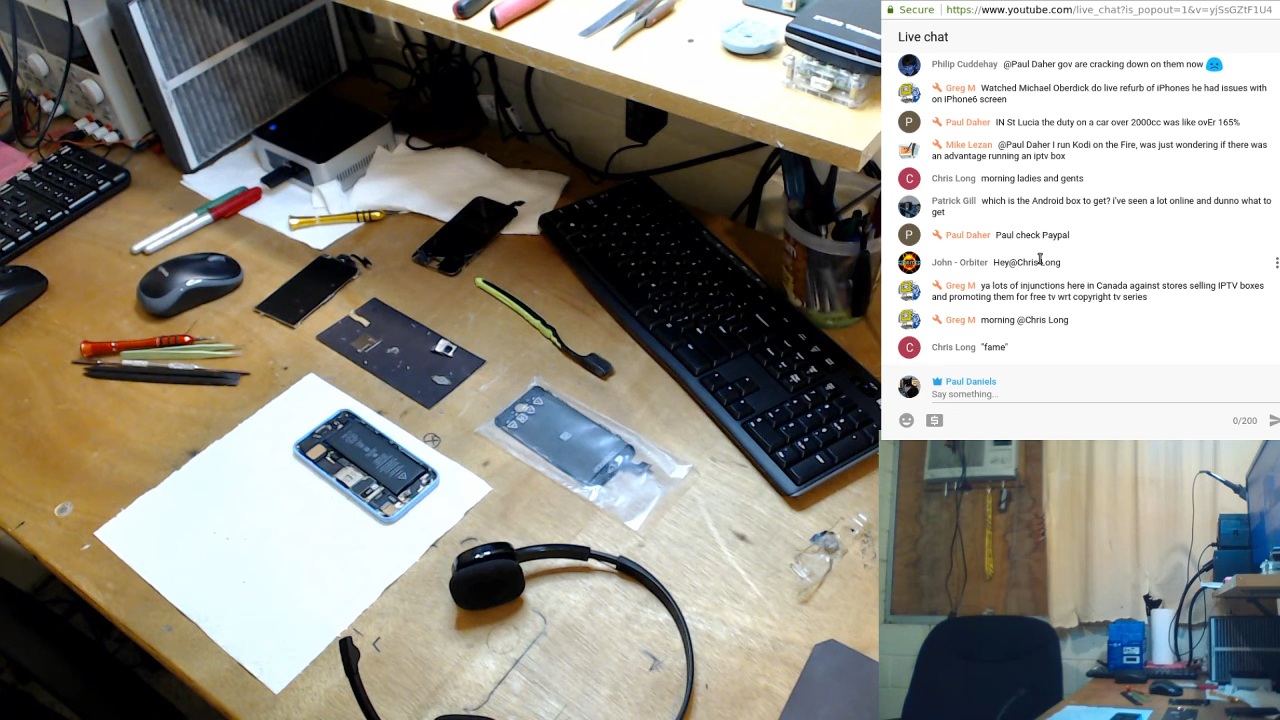 Secure https://www.youtube.com/live_chat?is_popout=1&v=yjSsGZtF1U4
Live chat
Philip Cuddehay @Paul Daher gov are cracking down on them now
Greg M Watched Michael Oberdick do live refurb of iPhones he had issues with
on iPhone6 screen
P Paul Daher IN St Lucia the duty on a car over 2000cc was like ovEr 165%
Mike Lezan @Paul Daher I run Kodi on the Fire, was just wondering if there was
an advantage running an iptv box
C Chris Long morning ladies and gents
Patrick Gill which is the Android box to get? i've seen a lot online and dunno what to
get
P Paul Daher Paul check Paypal
John - Orbiter Hey@Chris Long
Greg M ya lots of injunctions here in Canada against stores selling IPTV boxes
and promoting them for free tv wrt copyright tv series
Greg M morning @Chris Long
C Chris Long "fame"
Paul Daniels
Say something...
0/200